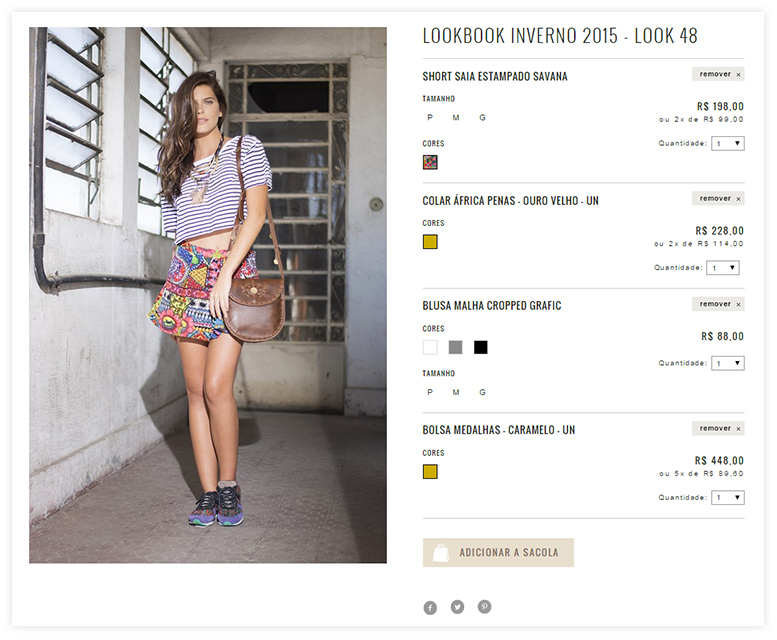 LOOKBOOK INVERNO 2015 - LOOK 48
SHORT SAIA ESTAMPADO SAVANA
remover ×
TAMANHO
P M G
R$ 198,00
ou 2x de R$ 99,00
CORES
Quantidade: 1
COLAR ÁFRICA PENAS - OURO VELHO - UN
remover ×
CORES
R$ 228,00
ou 2x de R$ 114,00
Quantidade: 1
BLUSA MALHA CROPPED GRAFIC
remover ×
CORES
R$ 88,00
Quantidade: 1
TAMANHO
P M G
BOLSA MEDALHAS - CARAMELO - UN
remover ×
CORES
R$ 448,00
ou 5x de R$ 89,60
Quantidade: 1
ADICIONAR A SACOLA